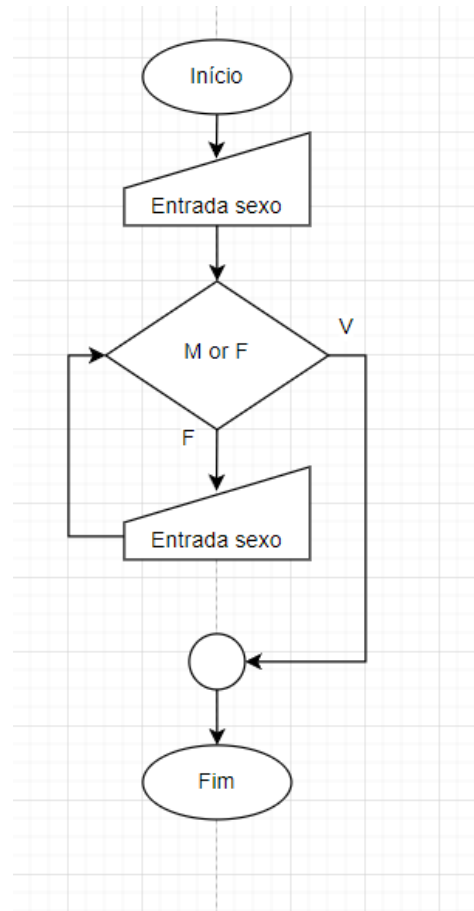 Início
Entrada sexo
M or F
V
F
Entrada sexo
Fim